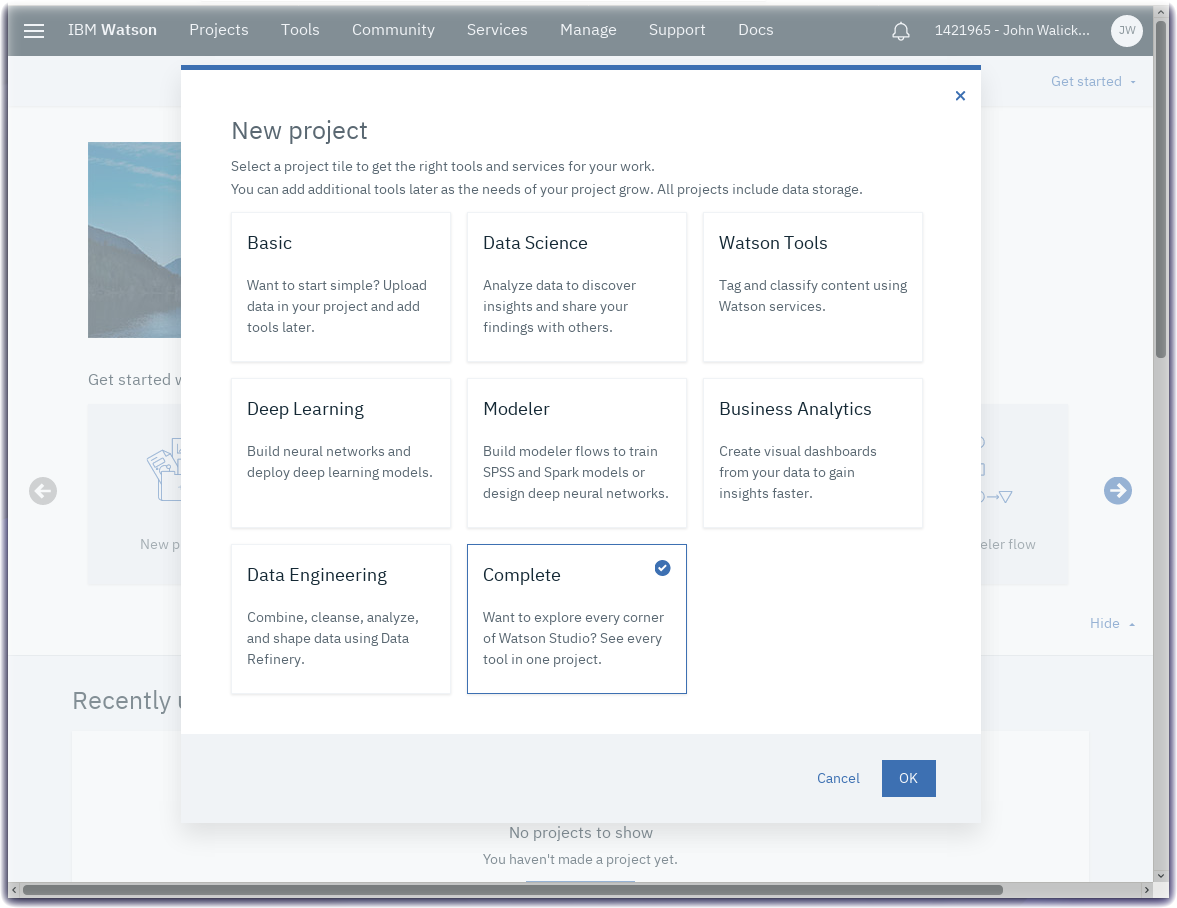 IBM Watson Projects Tools Community Services Manage Support Docs 1421965 - John Walick... JW
Get started
New project
Select a project tile to get the right tools and services for your work.
You can add additional tools later as the needs of your project grow. All projects include data storage.
Basic
Want to start simple? Upload
data in your project and add
tools later.
Data Science
Analyze data to discover
insights and share your
findings with others.
Watson Tools
Tag and classify content using
Watson services.
Deep Learning
Build neural networks and
deploy deep learning models.
Modeler
Build modeler flows to train
SPSS and Spark models or
design deep neural networks.
Business Analytics
Create visual dashboards
from your data to gain
insights faster.
Data Engineering
Combine, cleanse, analyze,
and shape data using Data
Refinery.
Complete
Want to explore every corner
of Watson Studio? See every
tool in one project.
Cancel
OK
Get started
New
flow
Hide
Recently
No projects to show
You haven't made a project yet.